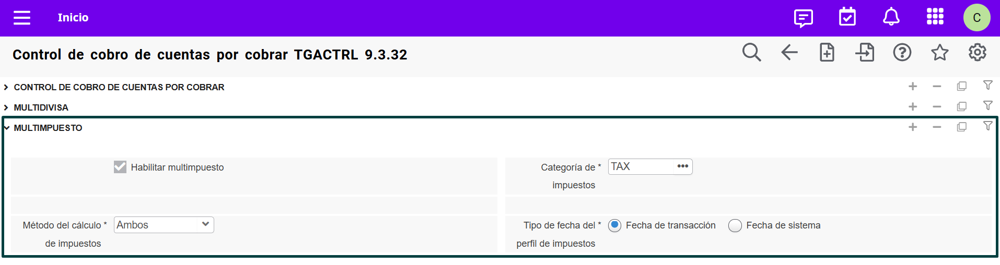 Inicio
C
Control de cobro de cuentas por cobrar TGACTRL 9.3.32
CONTROL DE COBRO DE CUENTAS POR COBRAR
MULTIDIVISA
MULTIMPUESTO
Habilitar multimpuesto
Categoría de * TAX
impuestos
Método del cálculo * Ambos
de impuestos
Tipo de fecha del * Fecha de transacción Fecha de sistema
perfil de impuestos